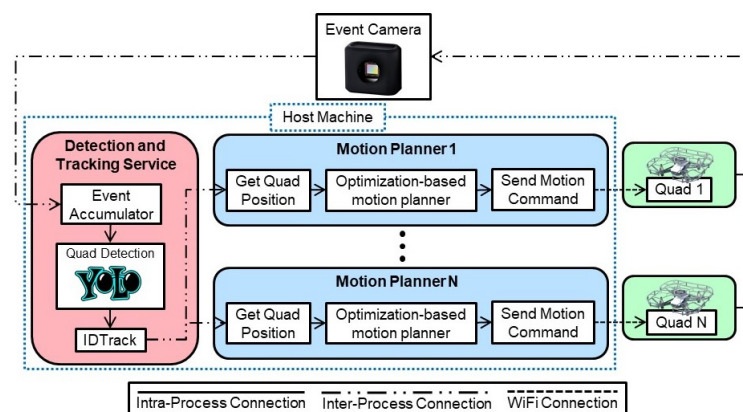 Event Camera
Host Machine
Detection and
Tracking Service
Event
Accumulator
Quad Detection
YOLO
IDTrack
Motion Planner 1
Get Quad
Position
Optimization-based
motion planner
Send Motion
Command
Quad 1
Motion Planner N
Get Quad
Position
Optimization-based
motion planner
Send Motion
Command
Quad N
Intra-Process Connection
Inter-Process Connection
WiFi Connection